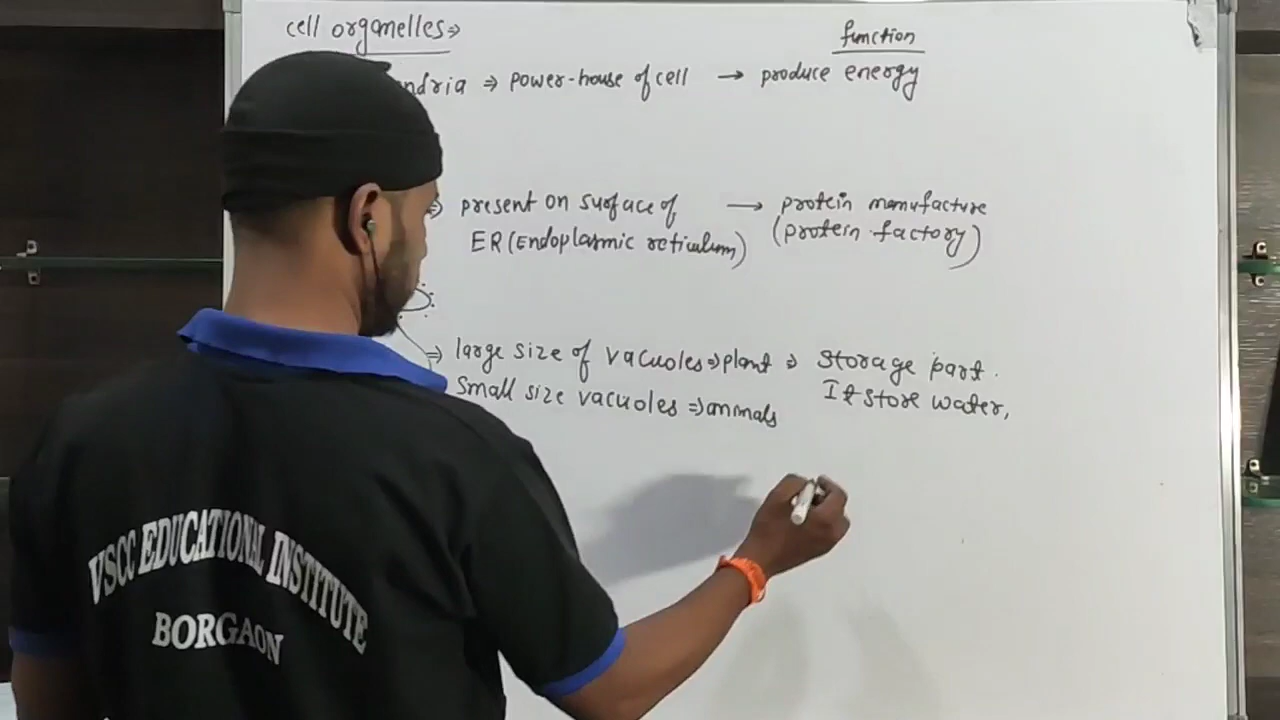 cell organelles ⇒
function
ndria ⇒ power-house of cell → produce energy
⇒ present on surface of → protein manufacture
ER (Endoplasmic reticulum) (protein factory)
⇒ large size of vacuoles ⇒ plant ⇒ storage part.
small size vacuoles ⇒ animals It store water,
VSCC EDUCATIONAL INSTITUTE
BORGAON